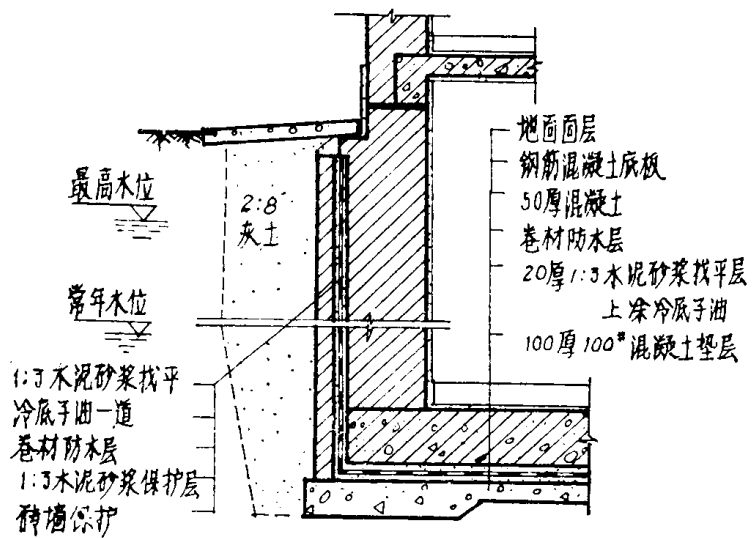 最高水位
2:8
灰土
常年水位
1:3水泥砂浆找平
冷底子油一道
卷材防水层
1:3水泥砂浆保护层
砖墙保护
地面面层
钢筋混凝土底板
50厚混凝土
卷材防水层
20厚1:3水泥砂浆找平层
上涂冷底子油
100厚100#混凝土垫层